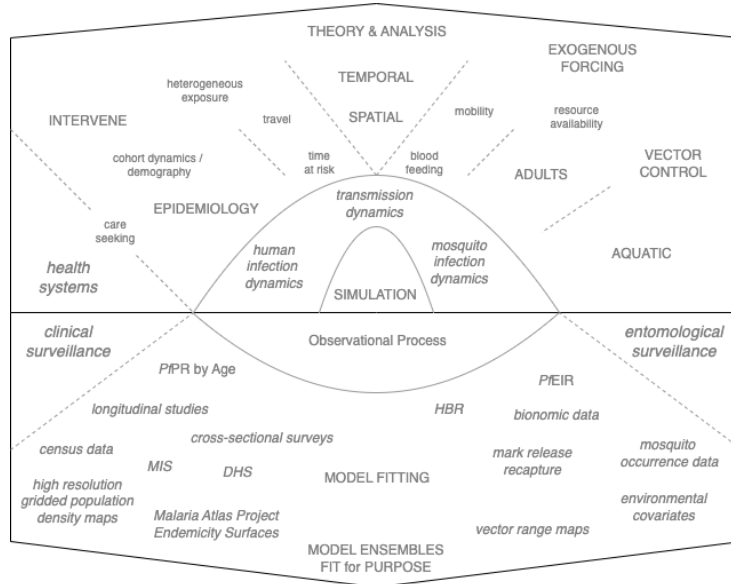 THEORY & ANALYSIS
EXOGENOUS
FORCING
TEMPORAL
heterogeneous
exposure
INTERVENE
travel
SPATIAL
mobility
resource
availability
cohort dynamics /
demography
time
at risk
blood
feeding
ADULTS
VECTOR
CONTROL
EPIDEMIOLOGY
transmission
dynamics
care
seeking
human
infection
dynamics
mosquito
infection
dynamics
AQUATIC
health
systems
SIMULATION
clinical
surveillance
Observational Process
entomological
surveillance
PfPR by Age
PfEIR
longitudinal studies
HBR
bionomic data
census data
cross-sectional surveys
MIS
DHS
MODEL FITTING
mark release
recapture
mosquito
occurrence data
high resolution
gridded population
density maps
Malaria Atlas Project
Endemicity Surfaces
vector range maps
environmental
covariates
MODEL ENSEMBLES
FIT for PURPOSE